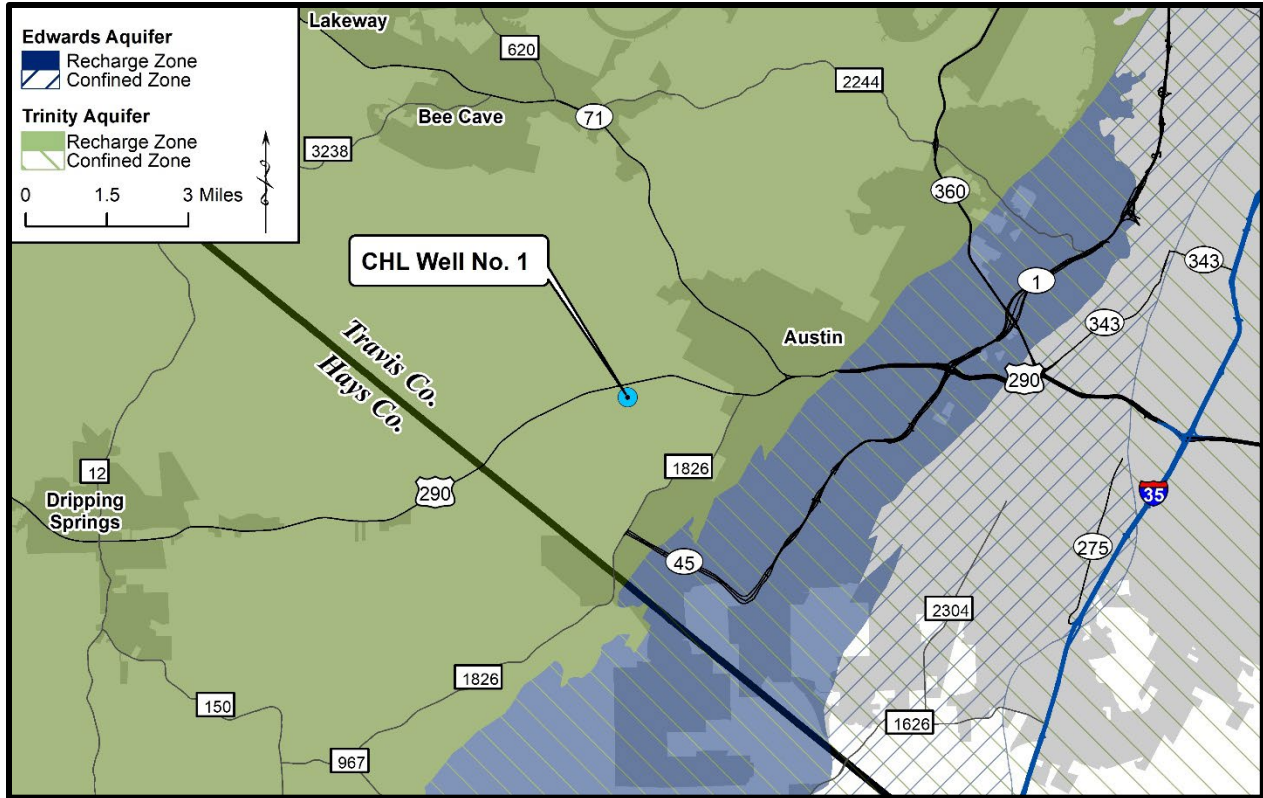 Edwards Aquifer
Recharge Zone
Confined Zone
Trinity Aquifer
Recharge Zone
Confined Zone
0 1.5 3 Miles
Lakeway
620
2244
71
Bee Cave
3238
360
CHL Well No. 1
343
1
343
Austin
Travis Co.
Hays Co.
290
1826
12
290
35
Dripping
Springs
275
45
2304
1826
150
1626
967